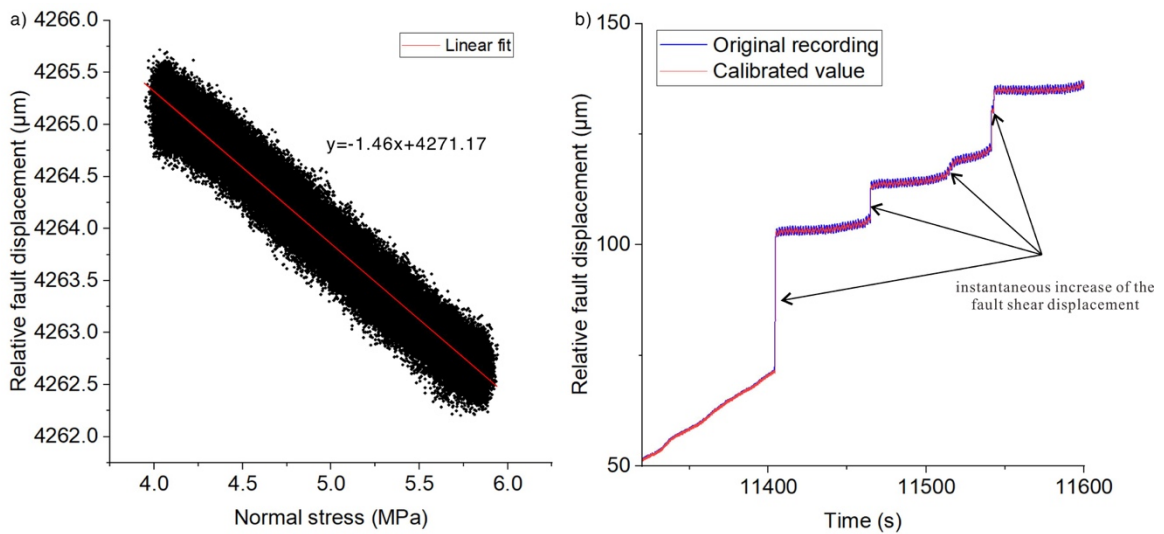 a)
Relative fault displacement (μm)
4266.0
4265.5
4265.0
4264.5
4264.0
4263.5
4263.0
4262.5
4262.0
Linear fit
y=-1.46x+4271.17
4.0 4.5 5.0 5.5 6.0
Normal stress (MPa)
b)
Relative fault displacement (μm)
150
100
50
Original recording
Calibrated value
instantaneous increase of the
fault shear displacement
11400 11500 11600
Time (s)